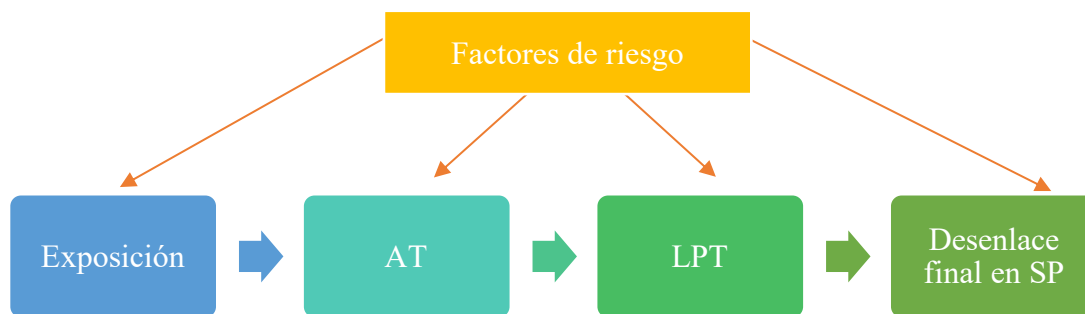 Factores de riesgo
Exposición
AT
LPT
Desenlace
final en SP